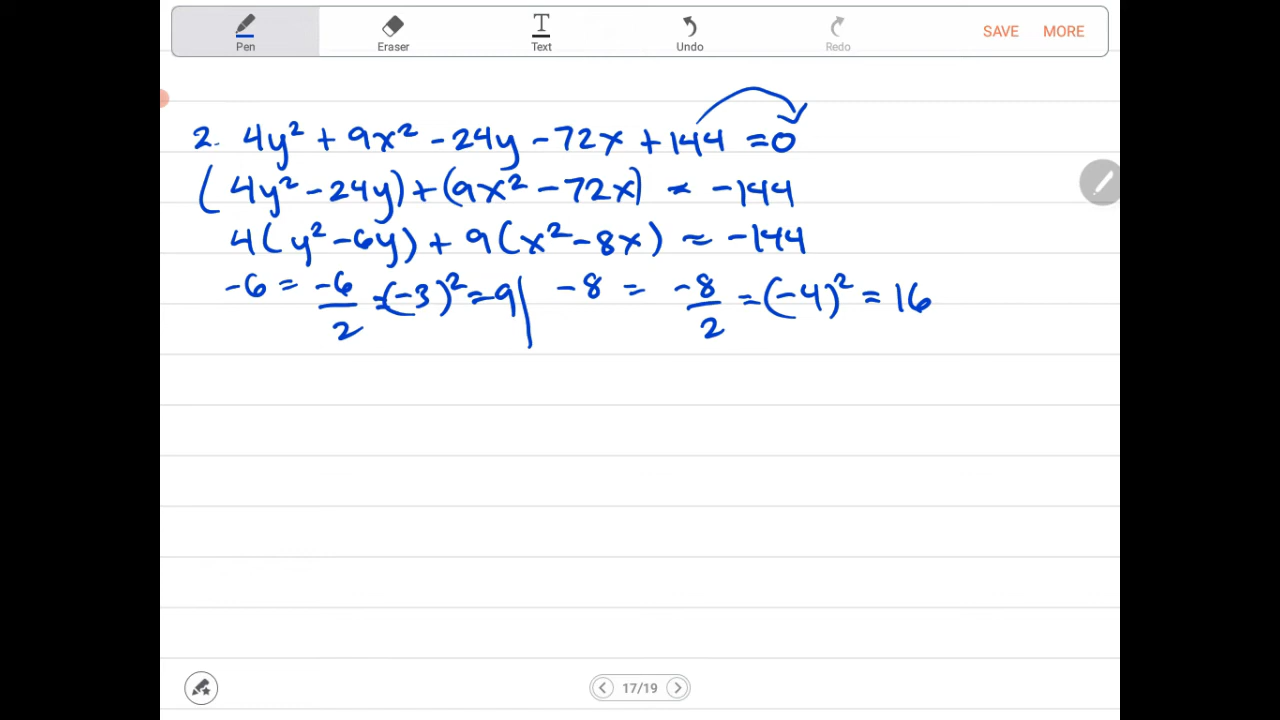 Pen Eraser Text Undo Redo SAVE MORE
2. 4y² + 9x² - 24y - 72x + 144 = 0
(4y² - 24y) + (9x² - 72x) = -144
4(y² - 6y) + 9(x² - 8x) = -144
-6 = -6/2 = (-3)² = 9 | -8 = -8/2 = (-4)² = 16
17/19